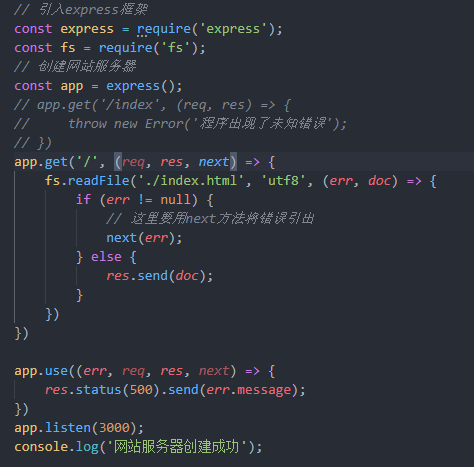 // 引入express框架
const express = require('express');
const fs = require('fs');
// 创建网站服务器
const app = express();
// app.get('/index', (req, res) => {
//     throw new Error('程序出现了未知错误');
// })
app.get('/', (req, res, next) => {
    fs.readFile('./index.html', 'utf8', (err, doc) => {
        if (err != null) {
            // 这里要用next方法将错误引出
            next(err);
        } else {
            res.send(doc);
        }
    })
})
app.use((err, req, res, next) => {
    res.status(500).send(err.message);
})
app.listen(3000);
console.log('网站服务器创建成功');